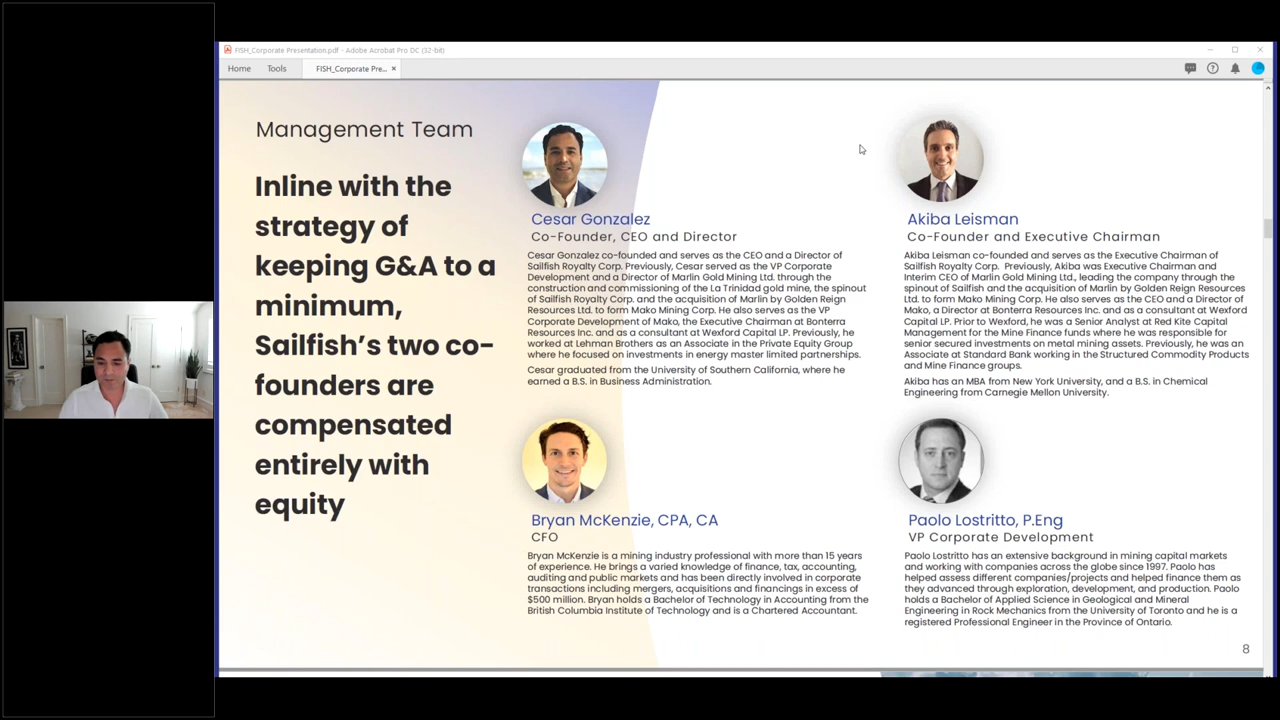 FISH_Corporate Presentation.pdf - Adobe Acrobat Pro DC (32-bit)
Home Tools FISH_Corporate Pre... ×
Management Team
Inline with the
strategy of
keeping G&A to a
minimum,
Sailfish's two co-
founders are
compensated
entirely with
equity
Cesar Gonzalez
Co-Founder, CEO and Director
Cesar Gonzalez co-founded and serves as the CEO and a Director of
Sailfish Royalty Corp. Previously, Cesar served as the VP Corporate
Development and a Director of Marlin Gold Mining Ltd. through the
construction and commissioning of the La Trinidad gold mine, the spinout
of Sailfish Royalty Corp. and the acquisition of Marlin by Golden Reign
Resources Ltd. to form Mako Mining Corp. He also serves as the VP
Corporate Development of Mako, the Executive Chairman at Bonterra
Resources Inc. and as a consultant at Wexford Capital LP. Previously, he
worked at Lehman Brothers as an Associate in the Private Equity Group
where he focused on investments in energy master limited partnerships.
Cesar graduated from the University of Southern California, where he
earned a B.S. in Business Administration.
Akiba Leisman
Co-Founder and Executive Chairman
Akiba Leisman co-founded and serves as the Executive Chairman of
Sailfish Royalty Corp. Previously, Akiba was Executive Chairman and
Interim CEO of Marlin Gold Mining Ltd., leading the company through the
spinout of Sailfish and the acquisition of Marlin by Golden Reign Resources
Ltd. to form Mako Mining Corp. He also serves as the CEO and a Director of
Mako, a Director at Bonterra Resources Inc. and as a consultant at Wexford
Capital LP. Prior to Wexford, he was a Senior Analyst at Red Kite Capital
Management for the Mine Finance funds where he was responsible for
senior secured investments on metal mining assets. Previously, he was an
Associate at Standard Bank working in the Structured Commodity Products
and Mine Finance groups.
Akiba has an MBA from New York University, and a B.S. in Chemical
Engineering from Carnegie Mellon University.
Bryan McKenzie, CPA, CA
CFO
Bryan McKenzie is a mining industry professional with more than 15 years
of experience. He brings a varied knowledge of finance, tax, accounting,
auditing and public markets and has been directly involved in corporate
transactions including mergers, acquisitions and financings in excess of
$500 million. Bryan holds a Bachelor of Technology in Accounting from the
British Columbia Institute of Technology and is a Chartered Accountant.
Paolo Lostritto, P.Eng
VP Corporate Development
Paolo Lostritto has an extensive background in mining capital markets
and working with companies across the globe since 1997. Paolo has
helped assess different companies/projects and helped finance them as
they advanced through exploration, development, and production. Paolo
holds a Bachelor of Applied Science in Geological and Mineral
Engineering in Rock Mechanics from the University of Toronto and he is a
registered Professional Engineer in the Province of Ontario.
8